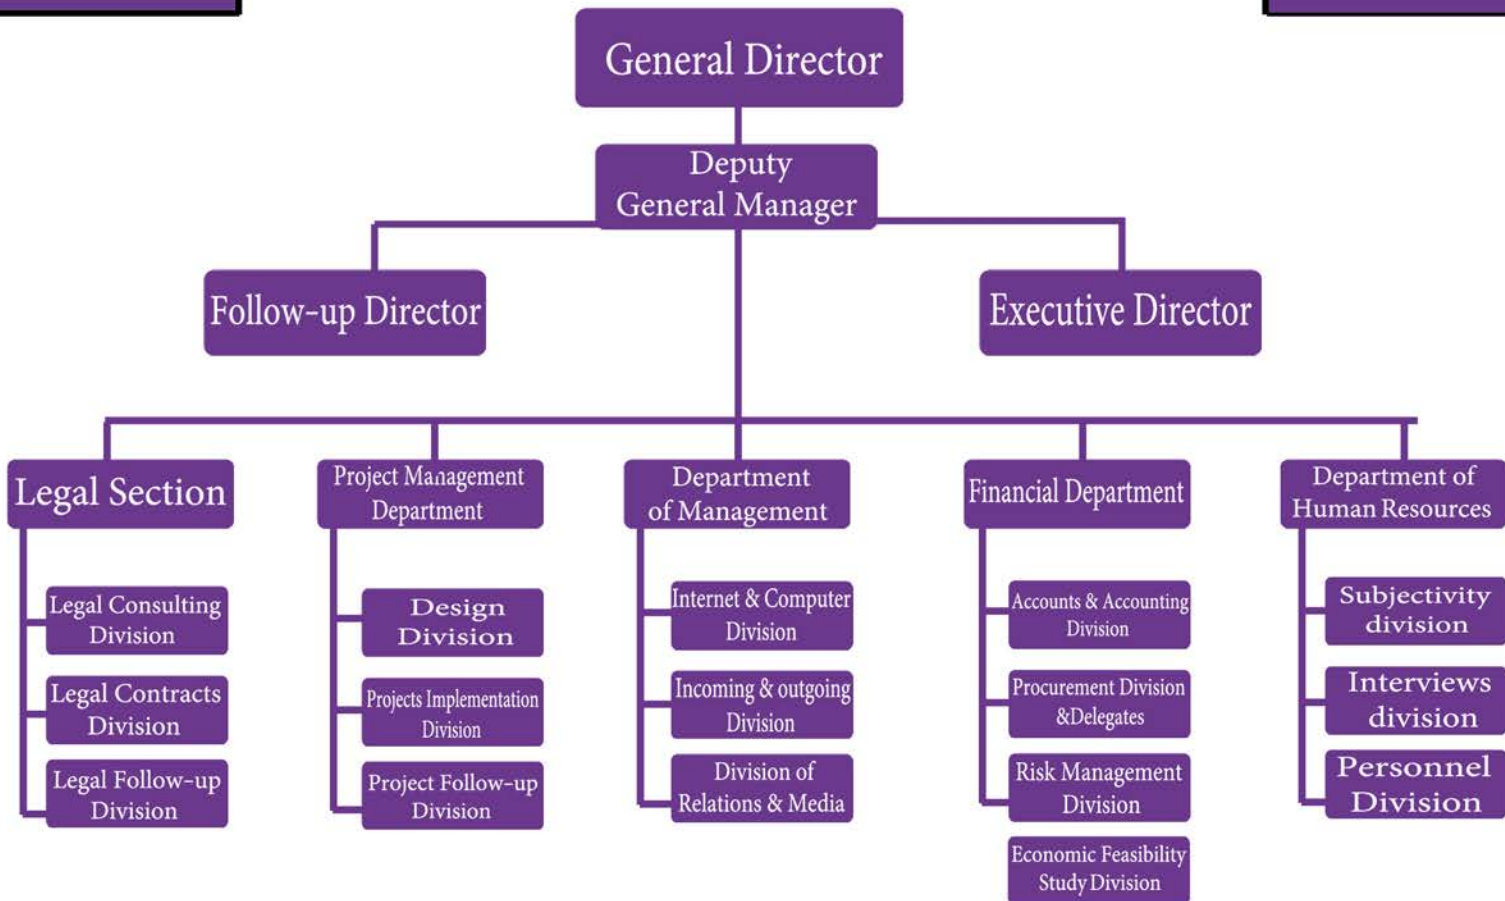 General Director
Deputy
General Manager
Follow-up Director
Executive Director
Legal Section
Project Management
Department
Department
of Management
Financial Department
Department of
Human Resources
Legal Consulting
Division
Legal Contracts
Division
Legal Follow-up
Division
Design
Division
Projects Implementation
Division
Project Follow-up
Division
Internet & Computer
Division
Incoming & outgoing
Division
Division of
Relations & Media
Accounts & Accounting
Division
Procurement Division
&Delegates
Risk Management
Division
Economic Feasibility
Study Division
Subjectivity
division
Interviews
division
Personnel
Division